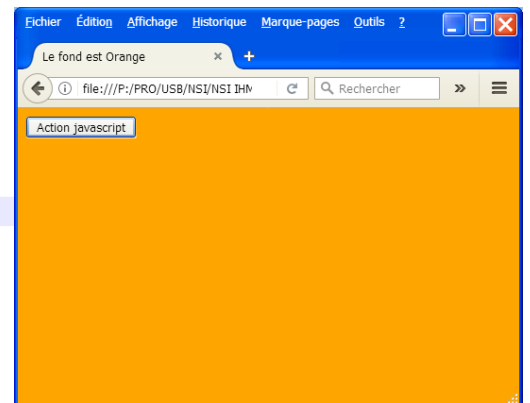 Fichier Édition Affichage Historique Marque-pages Outils ?
Le fond est Orange × +
file:///P:/PRO/USB/NSI/NSI IHM Rechercher »
Action javascript